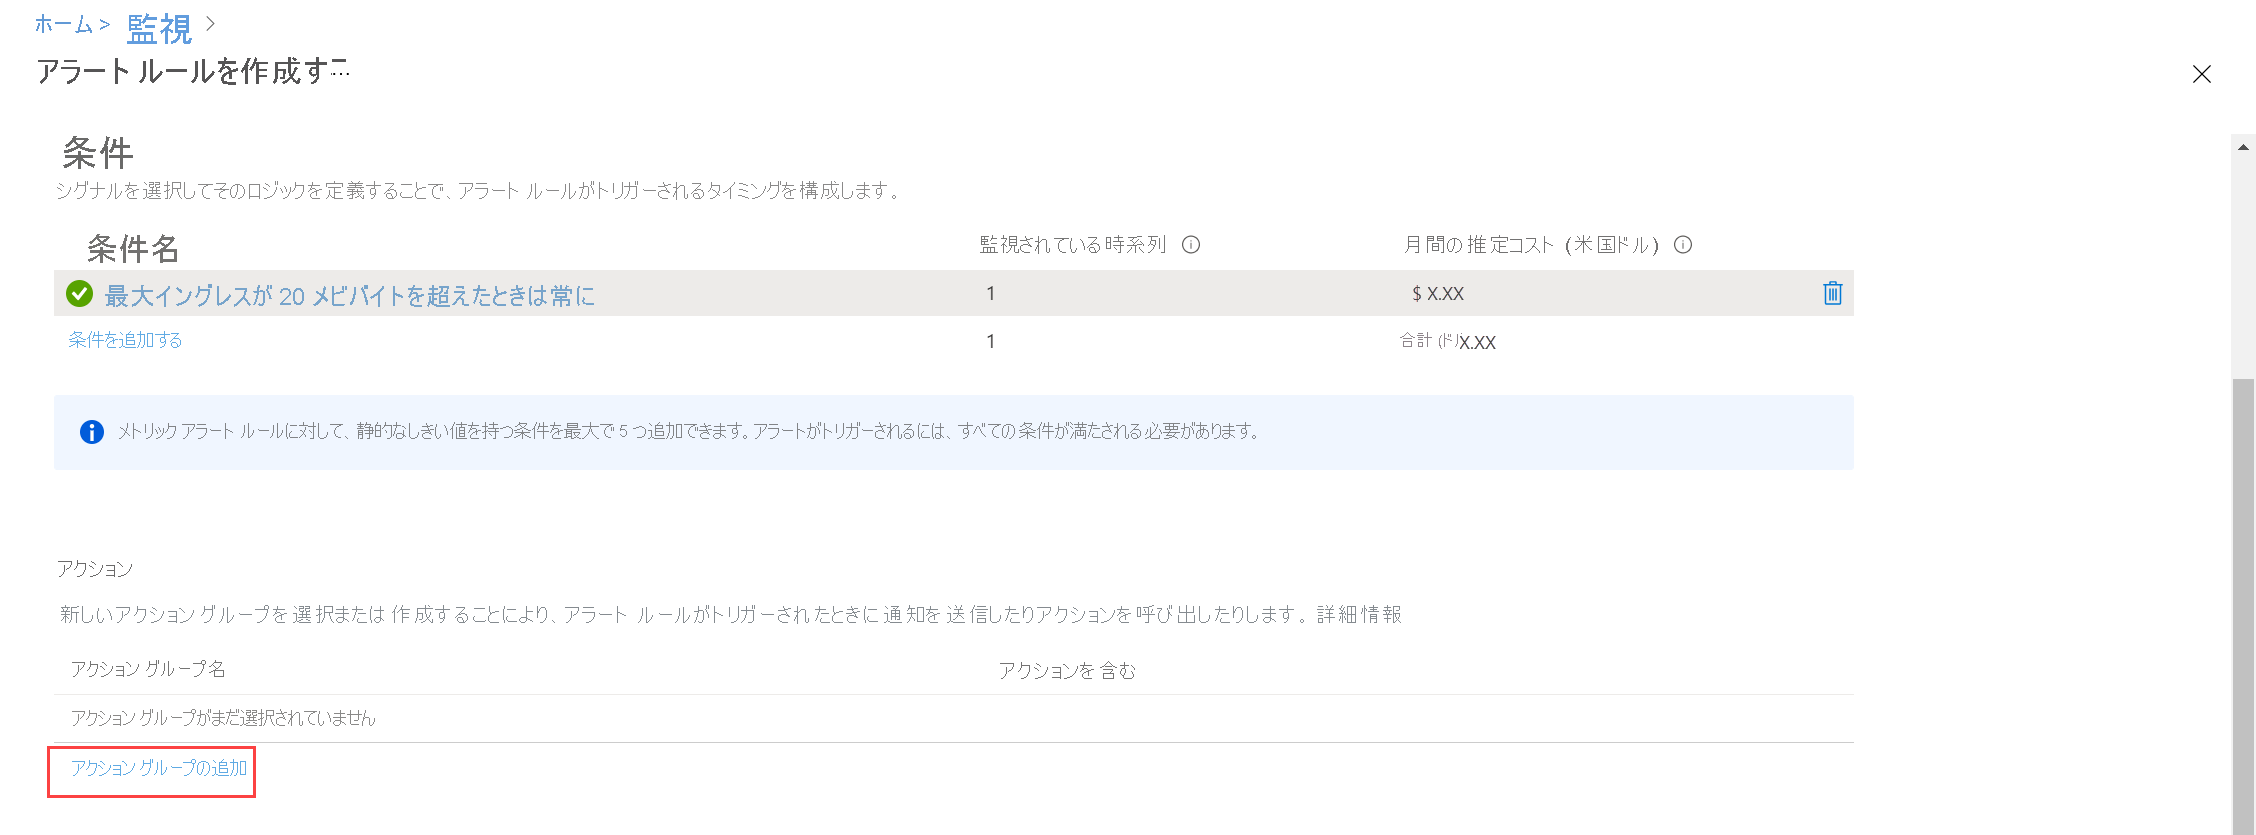 ホーム > 監視 >
アラート ルールを作成する ...
条件
シグナルを選択してそのロジックを定義することで、アラート ルールがトリガーされるタイミングを構成します。
条件名 監視されている時系列 月間の推定コスト (米国ドル)
最大イングレスが 20 メビバイトを超えたときは常に 1 $ X.XX
条件を追加する 1 合計 (ド X.XX
メトリック アラート ルールに対して、静的なしきい値を持つ条件を最大で 5 つ追加できます。アラートがトリガーされるには、すべての条件が満たされる必要があります。
アクション
新しいアクション グループを選択または作成することにより、アラート ルールがトリガーされたときに通知を送信したりアクションを呼び出したりします。詳細情報
アクション グループ名 アクションを含む
アクション グループがまだ選択されていません
アクション グループの追加